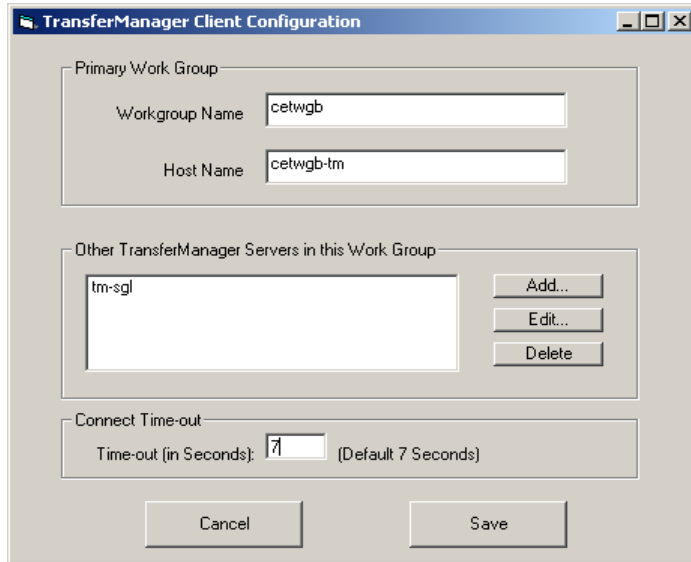 TransferManager Client Configuration
Primary Work Group
Workgroup Name cetwgb
Host Name cetwgb-tm
Other TransferManager Servers in this Work Group
tm-sgl
Add...
Edit...
Delete
Connect Time-out
Time-out (in Seconds): 7 (Default 7 Seconds)
Cancel Save